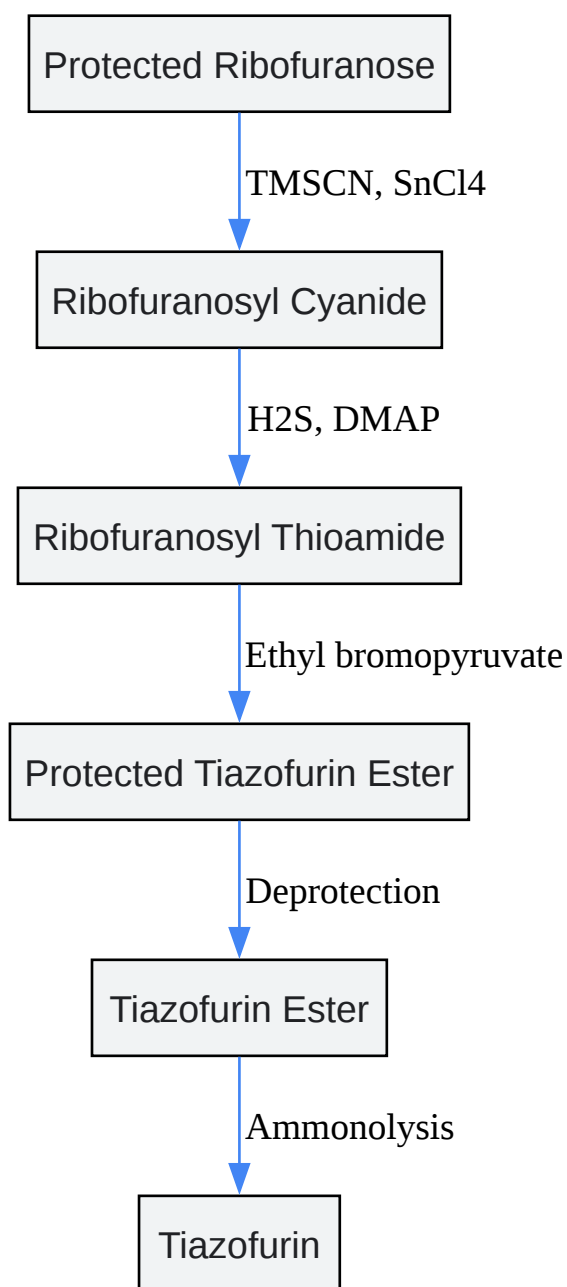 Protected Ribofuranose
TMSCN, SnCl4
Ribofuranosyl Cyanide
H2S, DMAP
Ribofuranosyl Thioamide
Ethyl bromopyruvate
Protected Tiazofurin Ester
Deprotection
Tiazofurin Ester
Ammonolysis
Tiazofurin